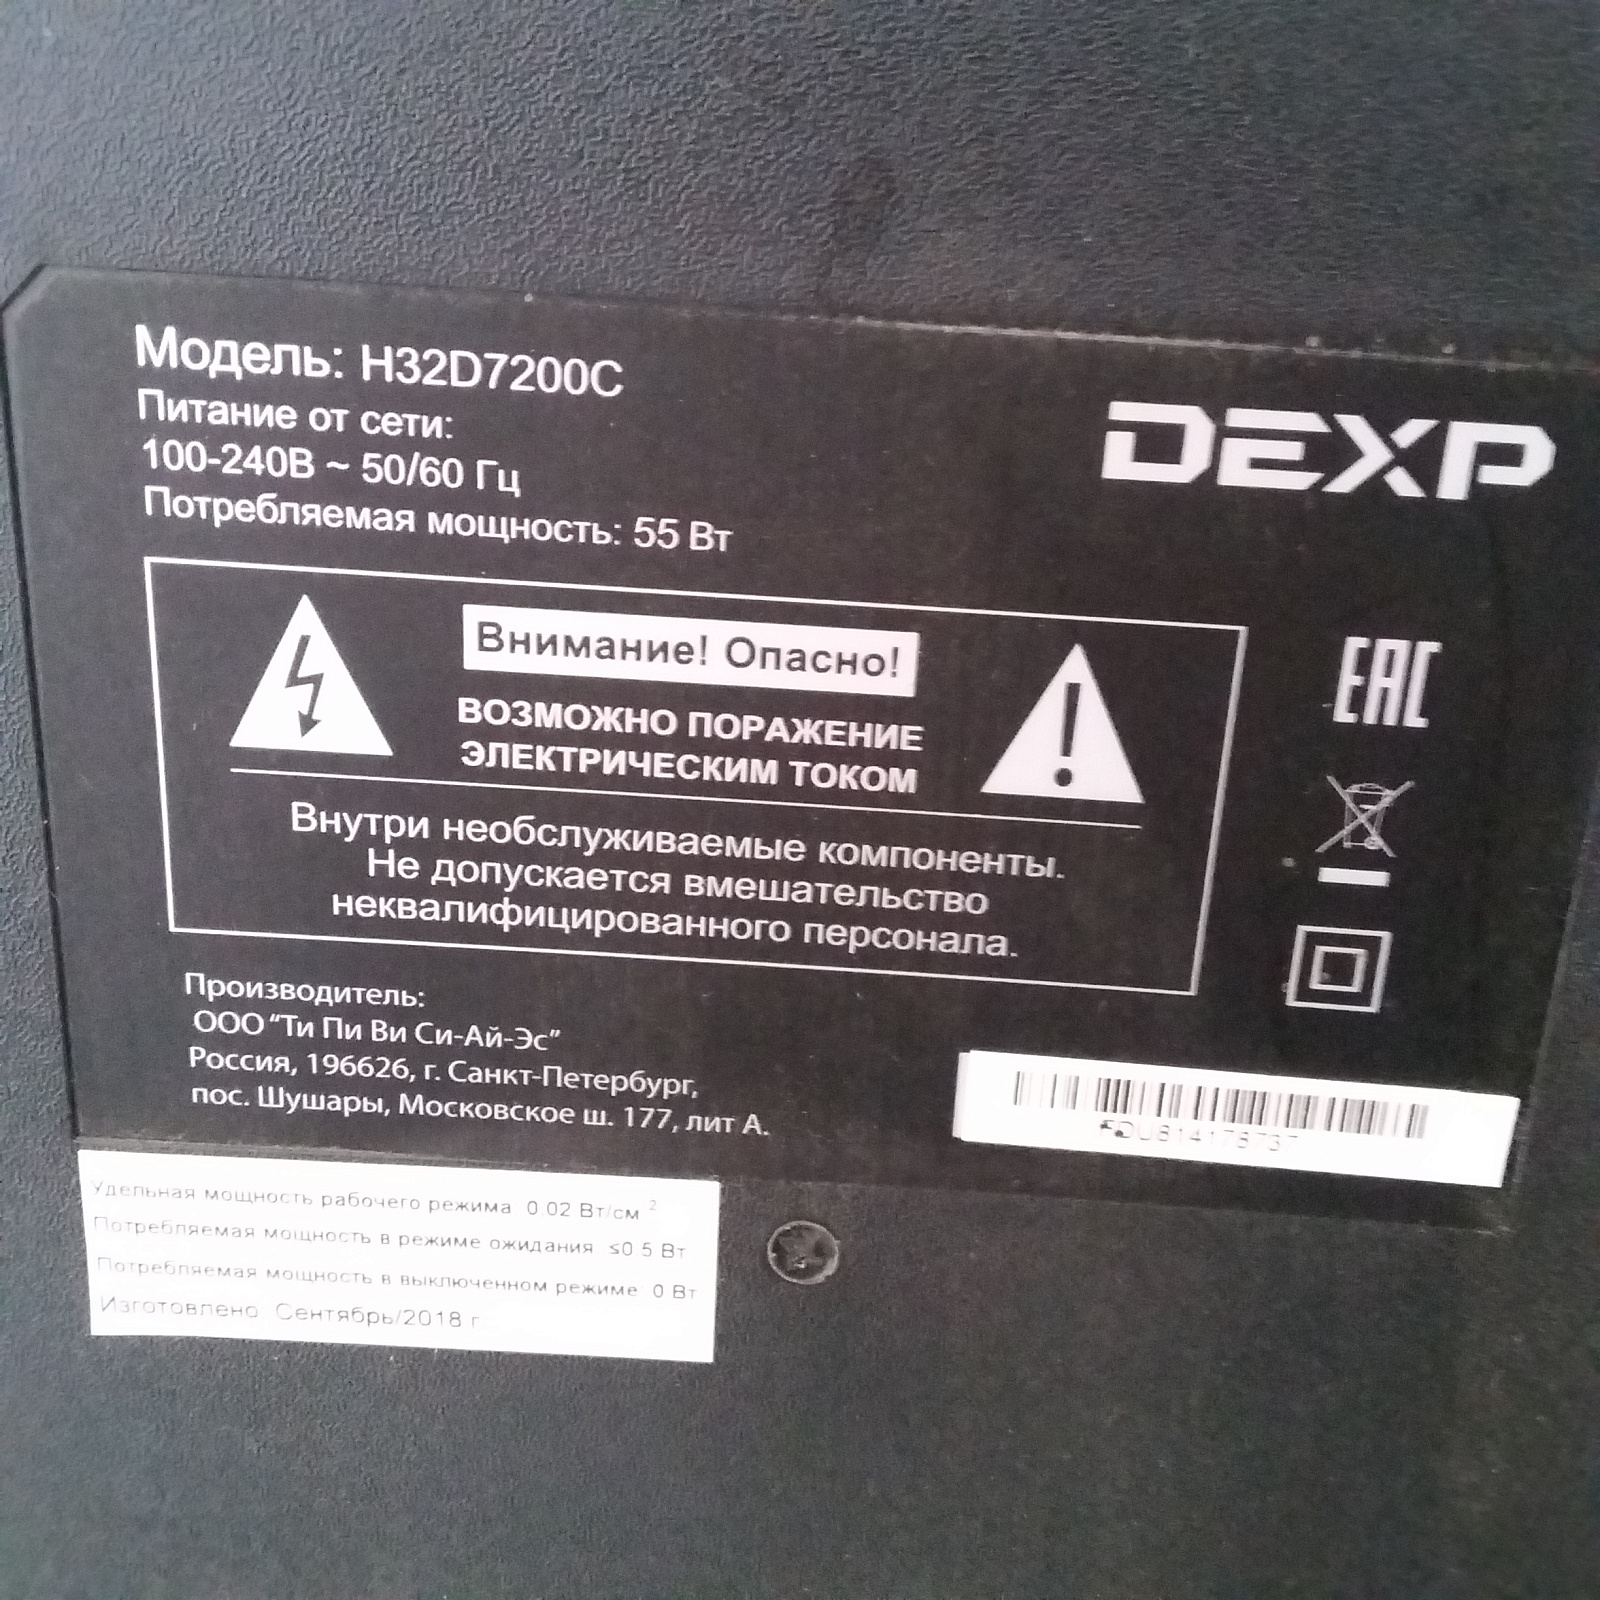 Модель: H32D7200C
Питание от сети:
100-240В ~ 50/60 Гц
Потребляемая мощность: 55 Вт
DEXP
Внимание! Опасно!
ВОЗМОЖНО ПОРАЖЕНИЕ
ЭЛЕКТРИЧЕСКИМ ТОКОМ
Внутри необслуживаемые компоненты.
Не допускается вмешательство
неквалифицированного персонала.
EAC
Производитель:
ООО "Ти Пи Ви Си-Ай-Эс"
Россия, 196626, г. Санкт-Петербург,
пос. Шушары, Московское ш. 177, лит А.
FDU814178737
Удельная мощность рабочего режима 0.02 Вт/см²
Потребляемая мощность в режиме ожидания ≤0.5 Вт
Потребляемая мощность в выключенном режиме 0 Вт
Изготовлено Сентябрь/2018 г